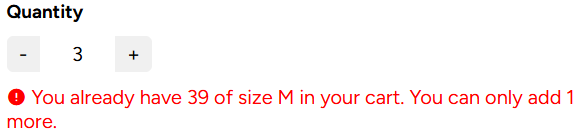 Quantity
- 3 +
You already have 39 of size M in your cart. You can only add 1
more.